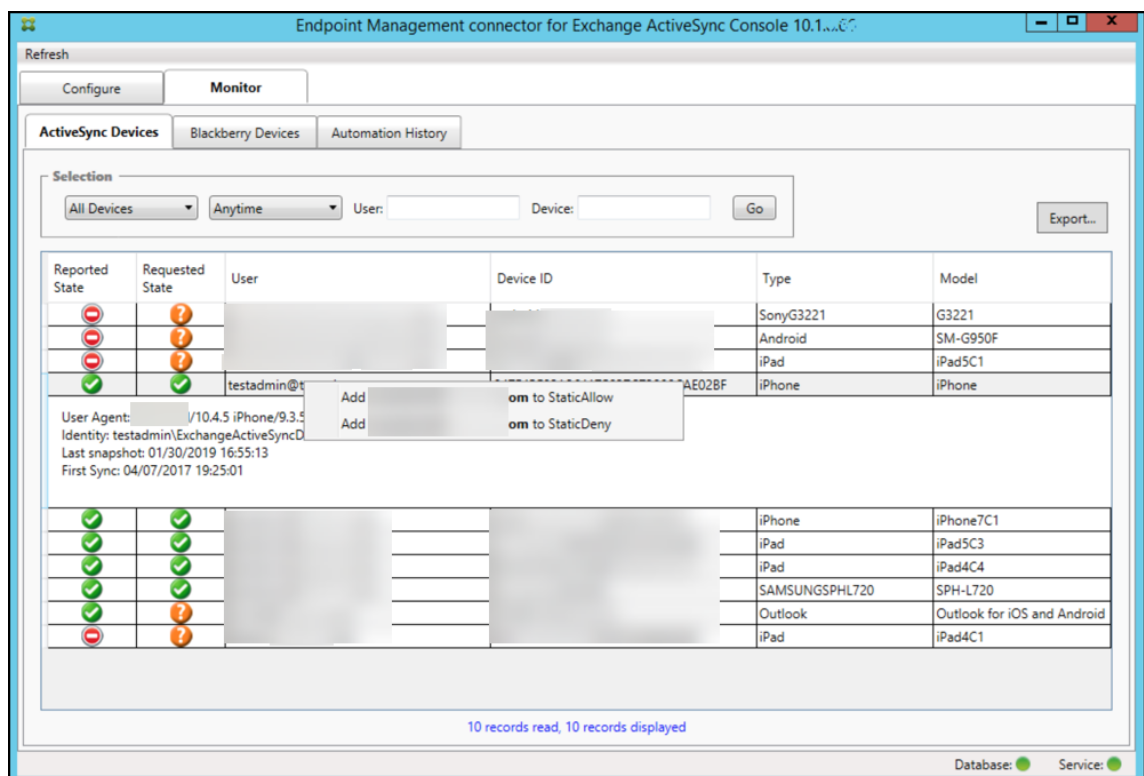 Endpoint Management connector for Exchange ActiveSync Console 10.1...
Refresh
Configure Monitor
ActiveSync Devices Blackberry Devices Automation History
Selection
All Devices Anytime User: Device: Go
Export...
Reported State Requested State User Device ID Type Model
SonyG3221 G3221
Android SM-G950F
iPad iPad5C1
testadmin@ AE02BF iPhone iPhone
Add om to StaticAllow
Add om to StaticDeny
User Agent: /10.4.5 iPhone/9.3.5
Identity: testadmin\ExchangeActiveSyncD
Last snapshot: 01/30/2019 16:55:13
First Sync: 04/07/2017 19:25:01
iPhone iPhone7C1
iPad iPad5C3
iPad iPad4C4
SAMSUNGSPHL720 SPH-L720
Outlook Outlook for iOS and Android
iPad iPad4C1
10 records read, 10 records displayed
Database: Service: